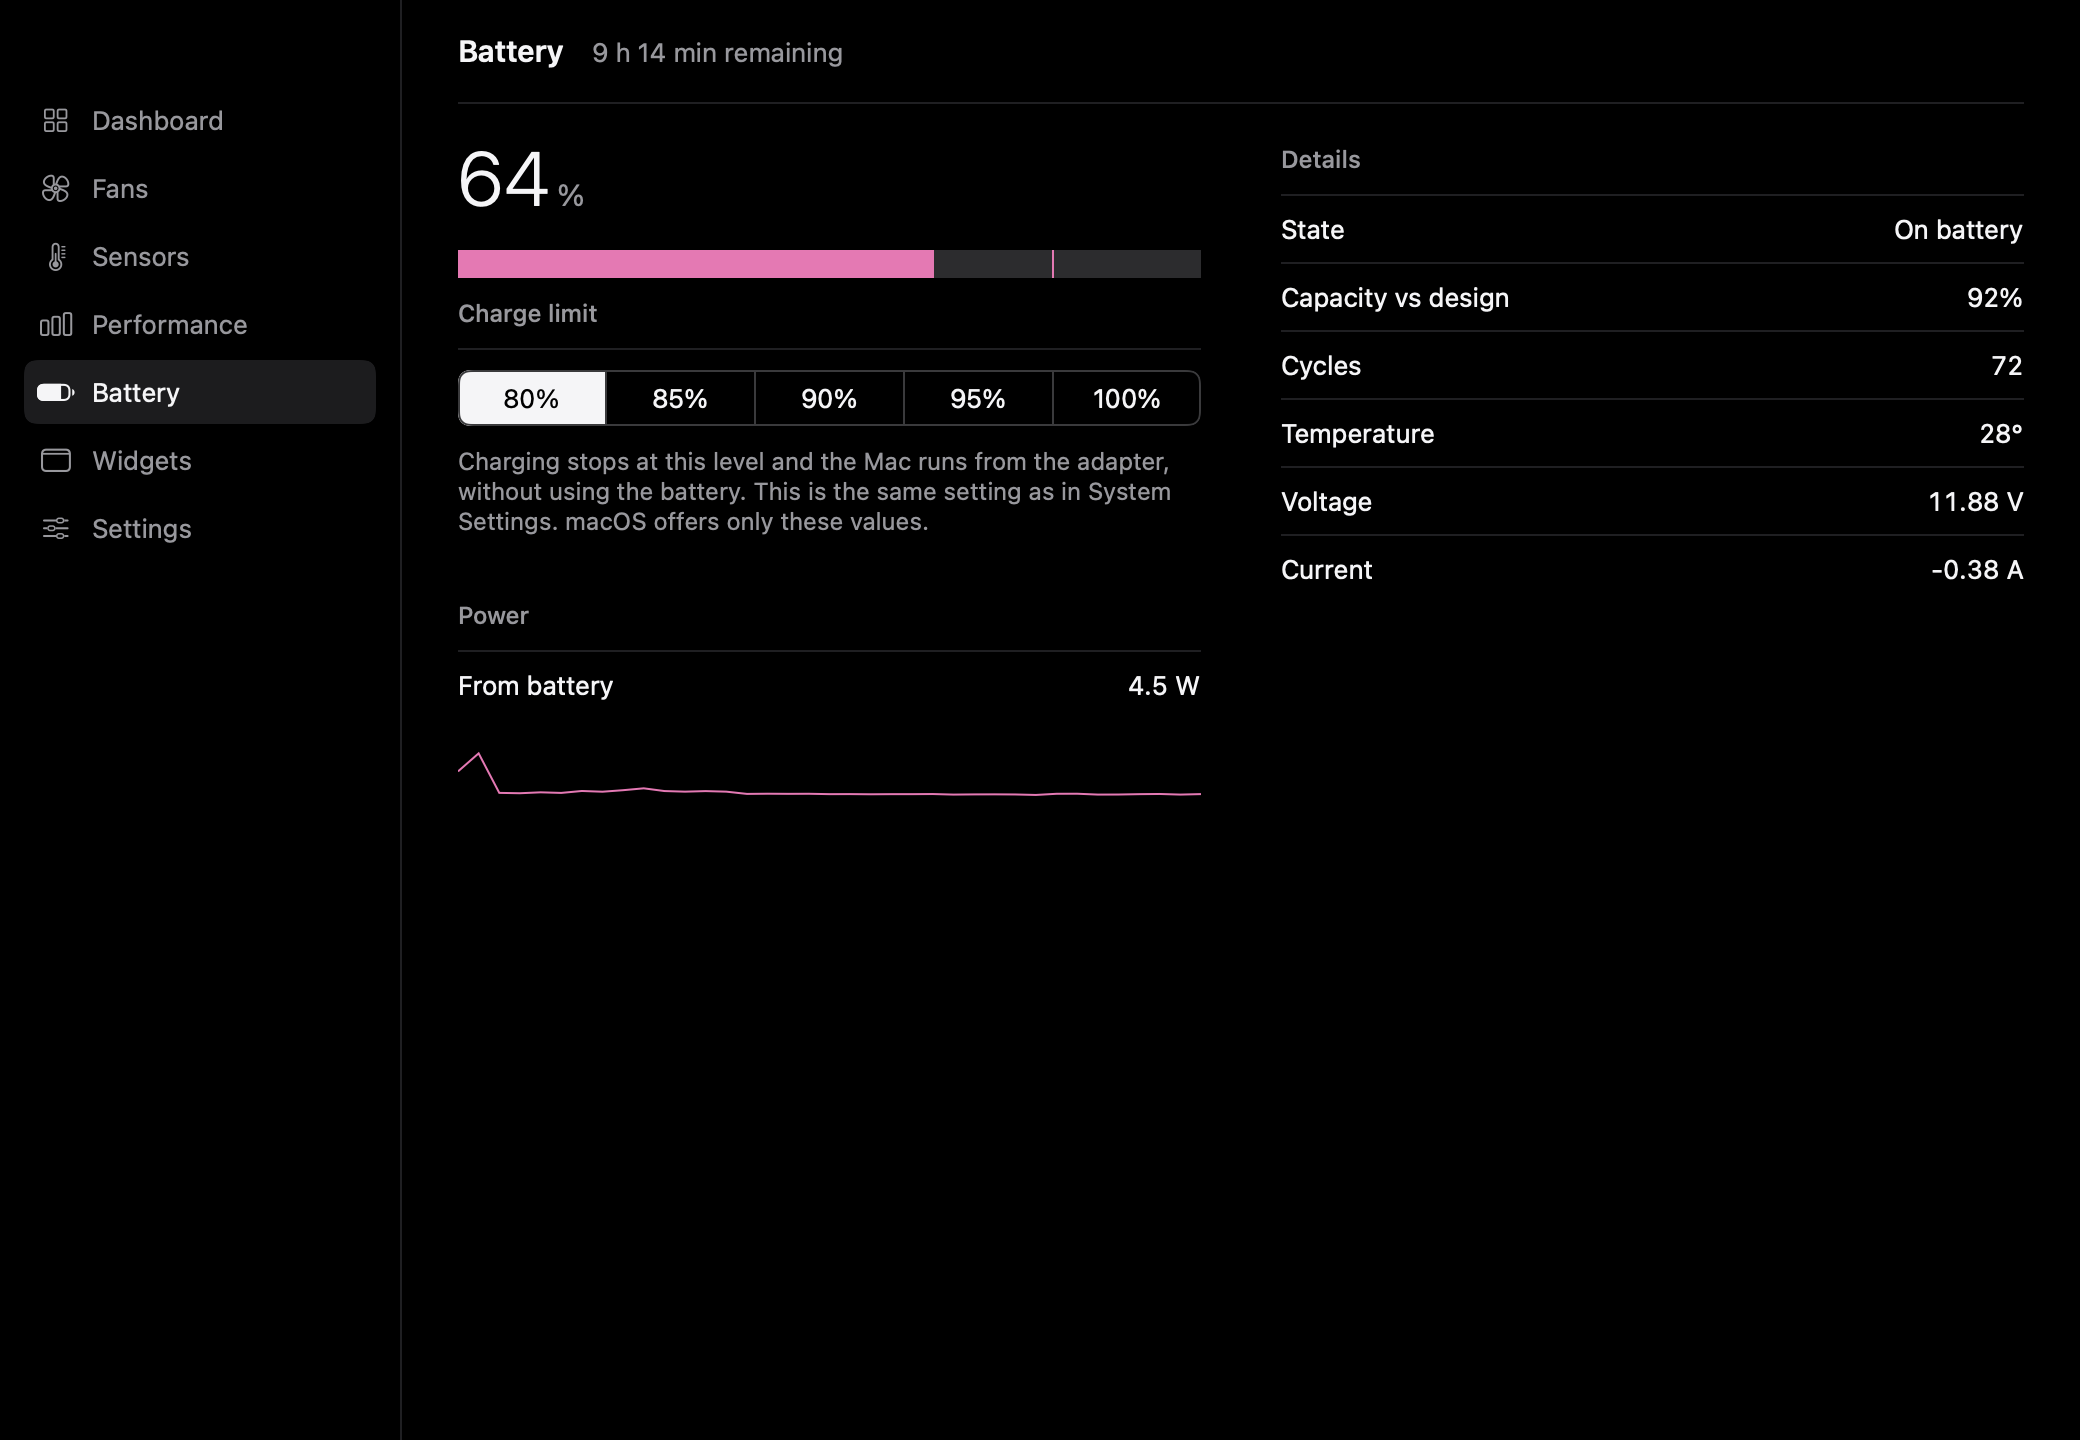 Dashboard
Fans
Sensors
Performance
Battery
Widgets
Settings
Battery 9 h 14 min remaining
64 %
Charge limit
80% 85% 90% 95% 100%
Charging stops at this level and the Mac runs from the adapter,
without using the battery. This is the same setting as in System
Settings. macOS offers only these values.
Power
From battery 4.5 W
Details
State On battery
Capacity vs design 92%
Cycles 72
Temperature 28°
Voltage 11.88 V
Current -0.38 A